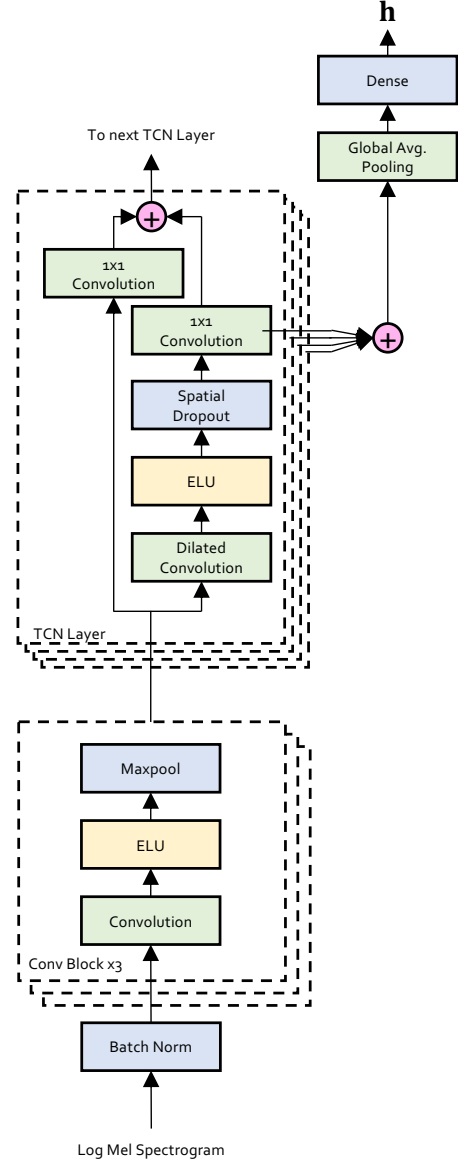 h
Dense
Global Avg.
Pooling
To next TCN Layer
+
1x1
Convolution
1x1
Convolution
+
Spatial
Dropout
ELU
Dilated
Convolution
TCN Layer
Maxpool
ELU
Convolution
Conv Block x3
Batch Norm
Log Mel Spectrogram